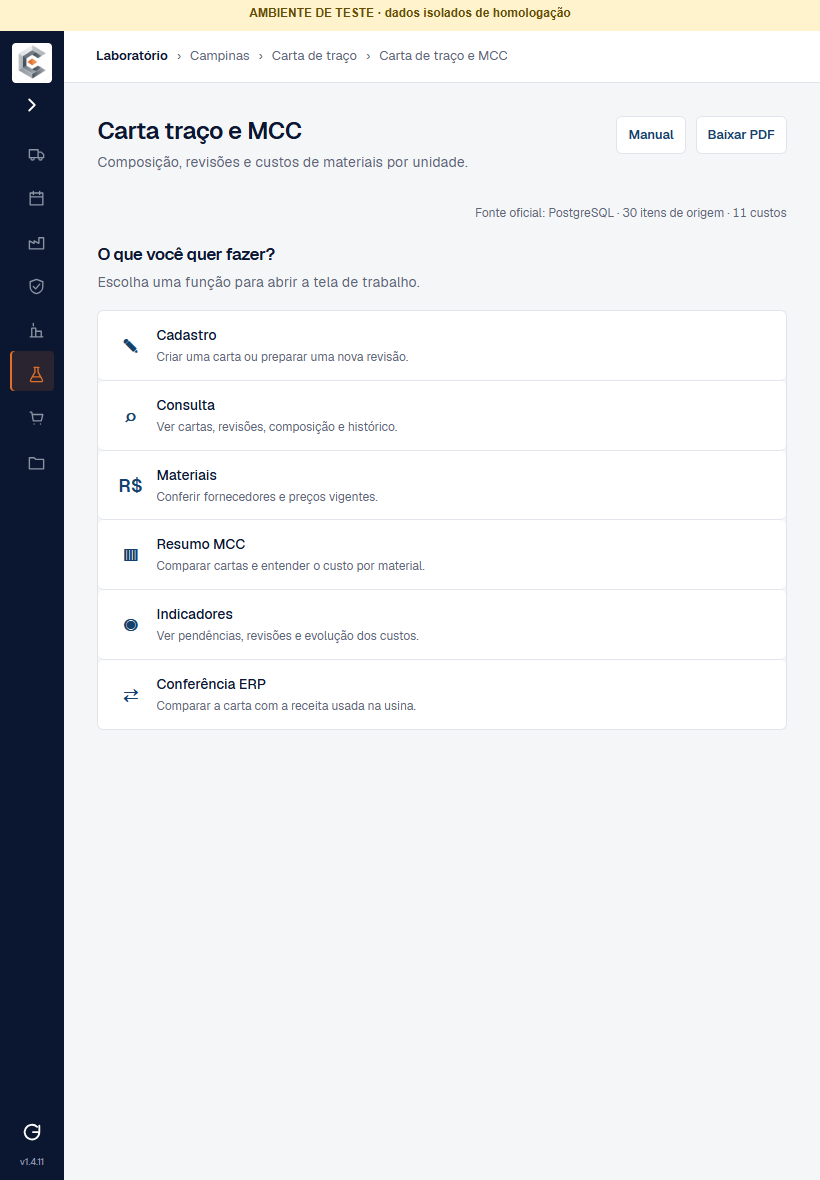 AMBIENTE DE TESTE · dados isolados de homologação
Laboratório › Campinas › Carta de traço › Carta de traço e MCC
Carta traço e MCC
Composição, revisões e custos de materiais por unidade.
Manual
Baixar PDF
Fonte oficial: PostgreSQL · 30 itens de origem · 11 custos
O que você quer fazer?
Escolha uma função para abrir a tela de trabalho.
Cadastro
Criar uma carta ou preparar uma nova revisão.
Consulta
Ver cartas, revisões, composição e histórico.
R$
Materiais
Conferir fornecedores e preços vigentes.
Resumo MCC
Comparar cartas e entender o custo por material.
Indicadores
Ver pendências, revisões e evolução dos custos.
Conferência ERP
Comparar a carta com a receita usada na usina.
v1.4.11